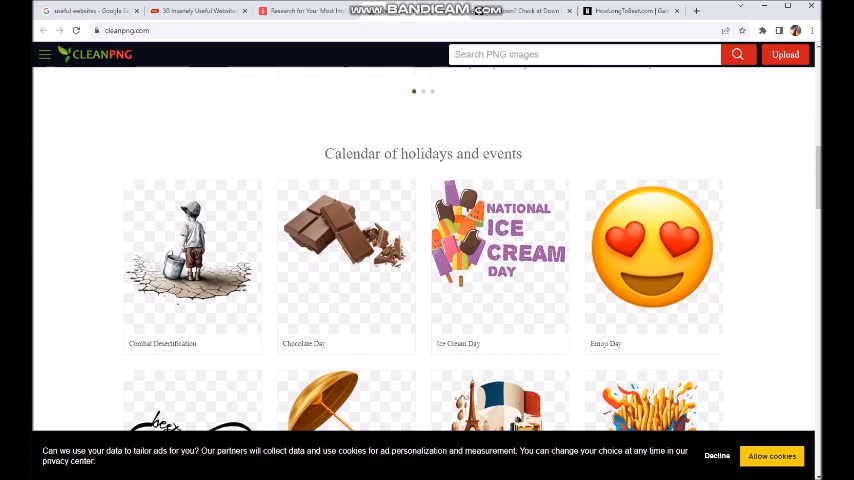 useful websites - Google Se
30 Insanely Useful Websites
Research for Your Most Im
www.BANDICAM.com
Down? Check at Down
HowLongToBeat.com | Gam
cleanpng.com
CLEANPNG
Search PNG images
Upload
Calendar of holidays and events
NATIONAL
ICE
CREAM
DAY
Combat Desertification
Chocolate Day
Ice Cream Day
Emoji Day
Can we use your data to tailor ads for you? Our partners will collect data and use cookies for ad personalization and measurement. You can change your choice at any time in our
privacy center.
Decline
Allow cookies